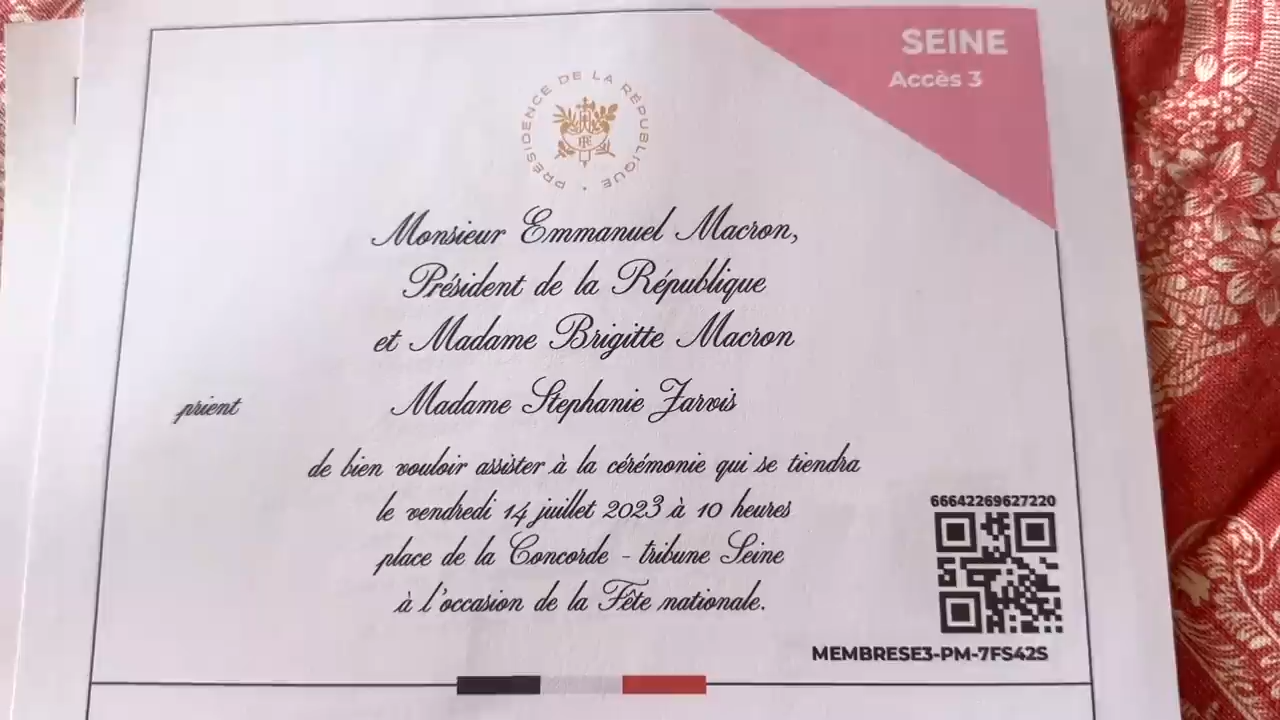 SEINE
Accès 3
PRÉSIDENCE DE LA RÉPUBLIQUE
RF
Monsieur Emmanuel Macron,
Président de la République
et Madame Brigitte Macron
prient Madame Stephanie Jarvis
de bien vouloir assister à la cérémonie qui se tiendra
le vendredi 14 juillet 2023 à 10 heures
place de la Concorde - tribune Seine
à l'occasion de la Fête nationale.
66642269627220
MEMBRESE3-PM-7FS42S